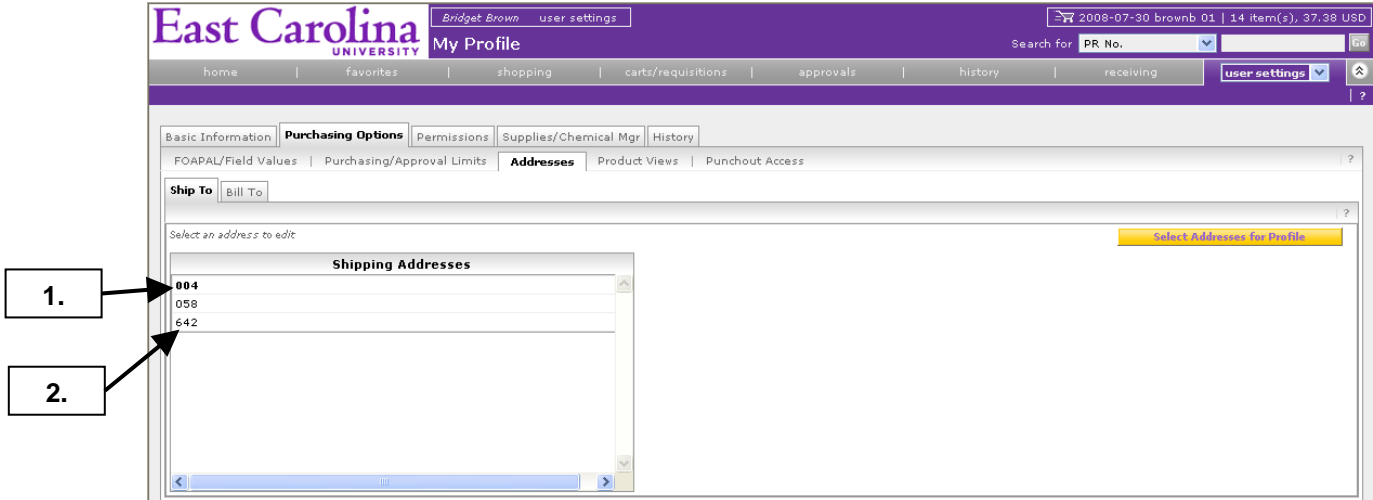 East Carolina
UNIVERSITY
Bridget Brown user settings
2008-07-30 brownb 01 | 14 item(s), 37.38 USD
My Profile
Search for PR No. Go
home | favorites | shopping | carts/requisitions | approvals | history | receiving user settings
| ?
Basic Information Purchasing Options Permissions Supplies/Chemical Mgr History
FOAPAL/Field Values | Purchasing/Approval Limits Addresses Product Views | Punchout Access ?
Ship To Bill To
| ?
Select an address to edit Select Addresses for Profile
Shipping Addresses
1. 004
058
642
2.